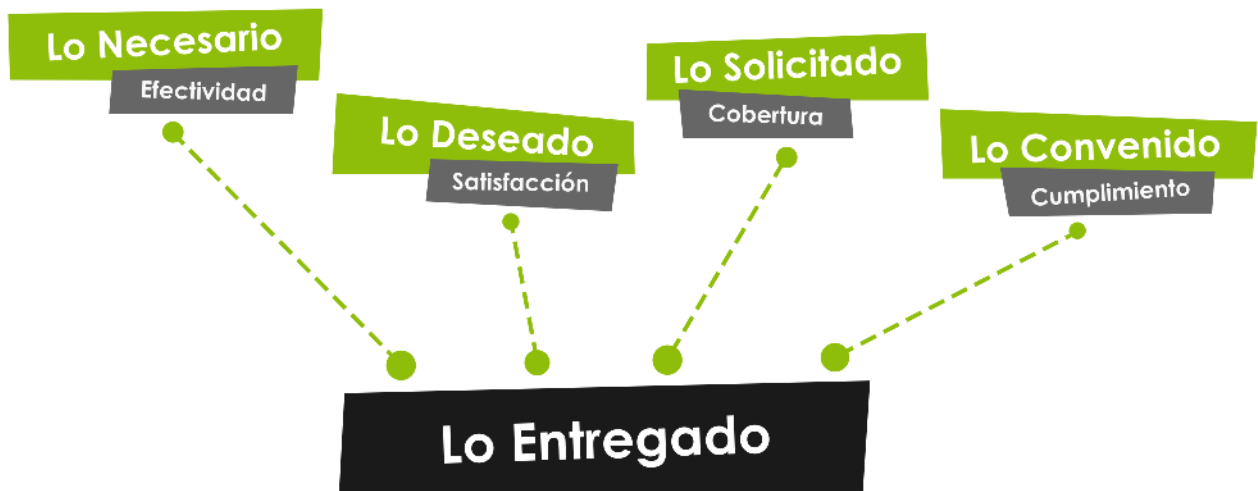 Lo Necesario
Efectividad
Lo Deseado
Satisfacción
Lo Solicitado
Cobertura
Lo Convenido
Cumplimiento
Lo Entregado